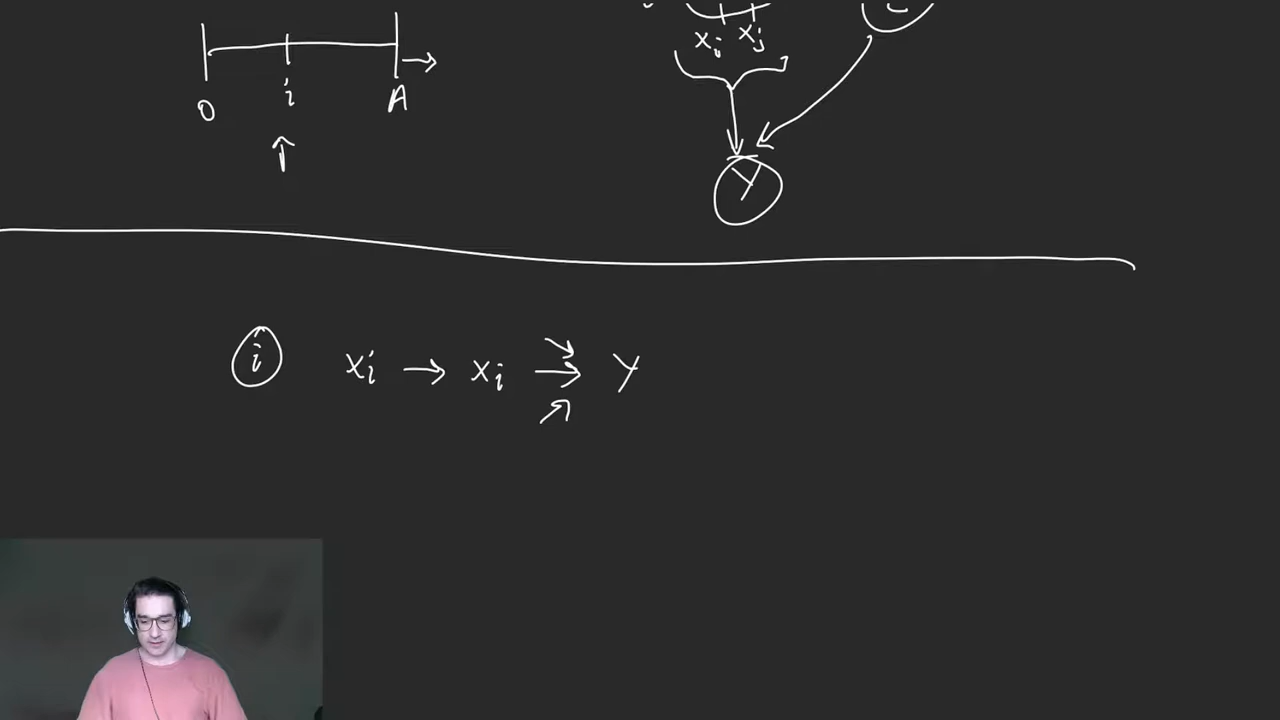 xi xj
0 i A
Y
i xi → xi → y